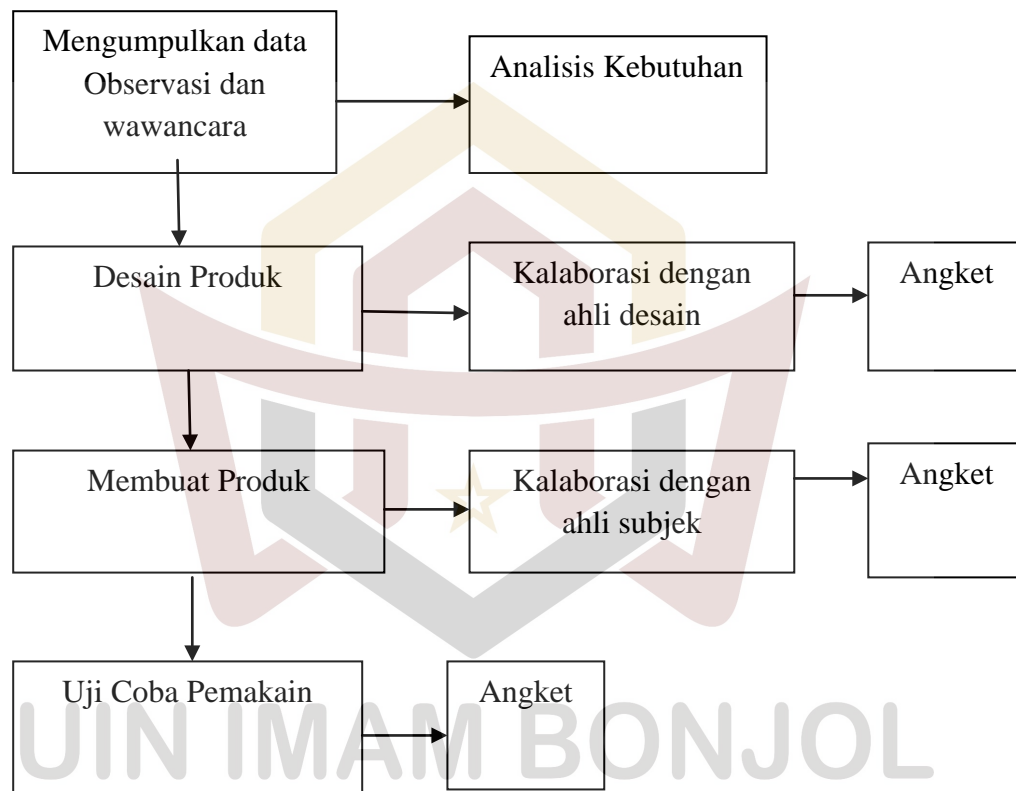 Mengumpulkan data
Observasi dan
wawancara
Analisis Kebutuhan
Desain Produk
Kalaborasi dengan
ahli desain
Angket
Membuat Produk
Kalaborasi dengan
ahli subjek
Angket
Uji Coba Pemakain
Angket
UIN IMAM BONJOL